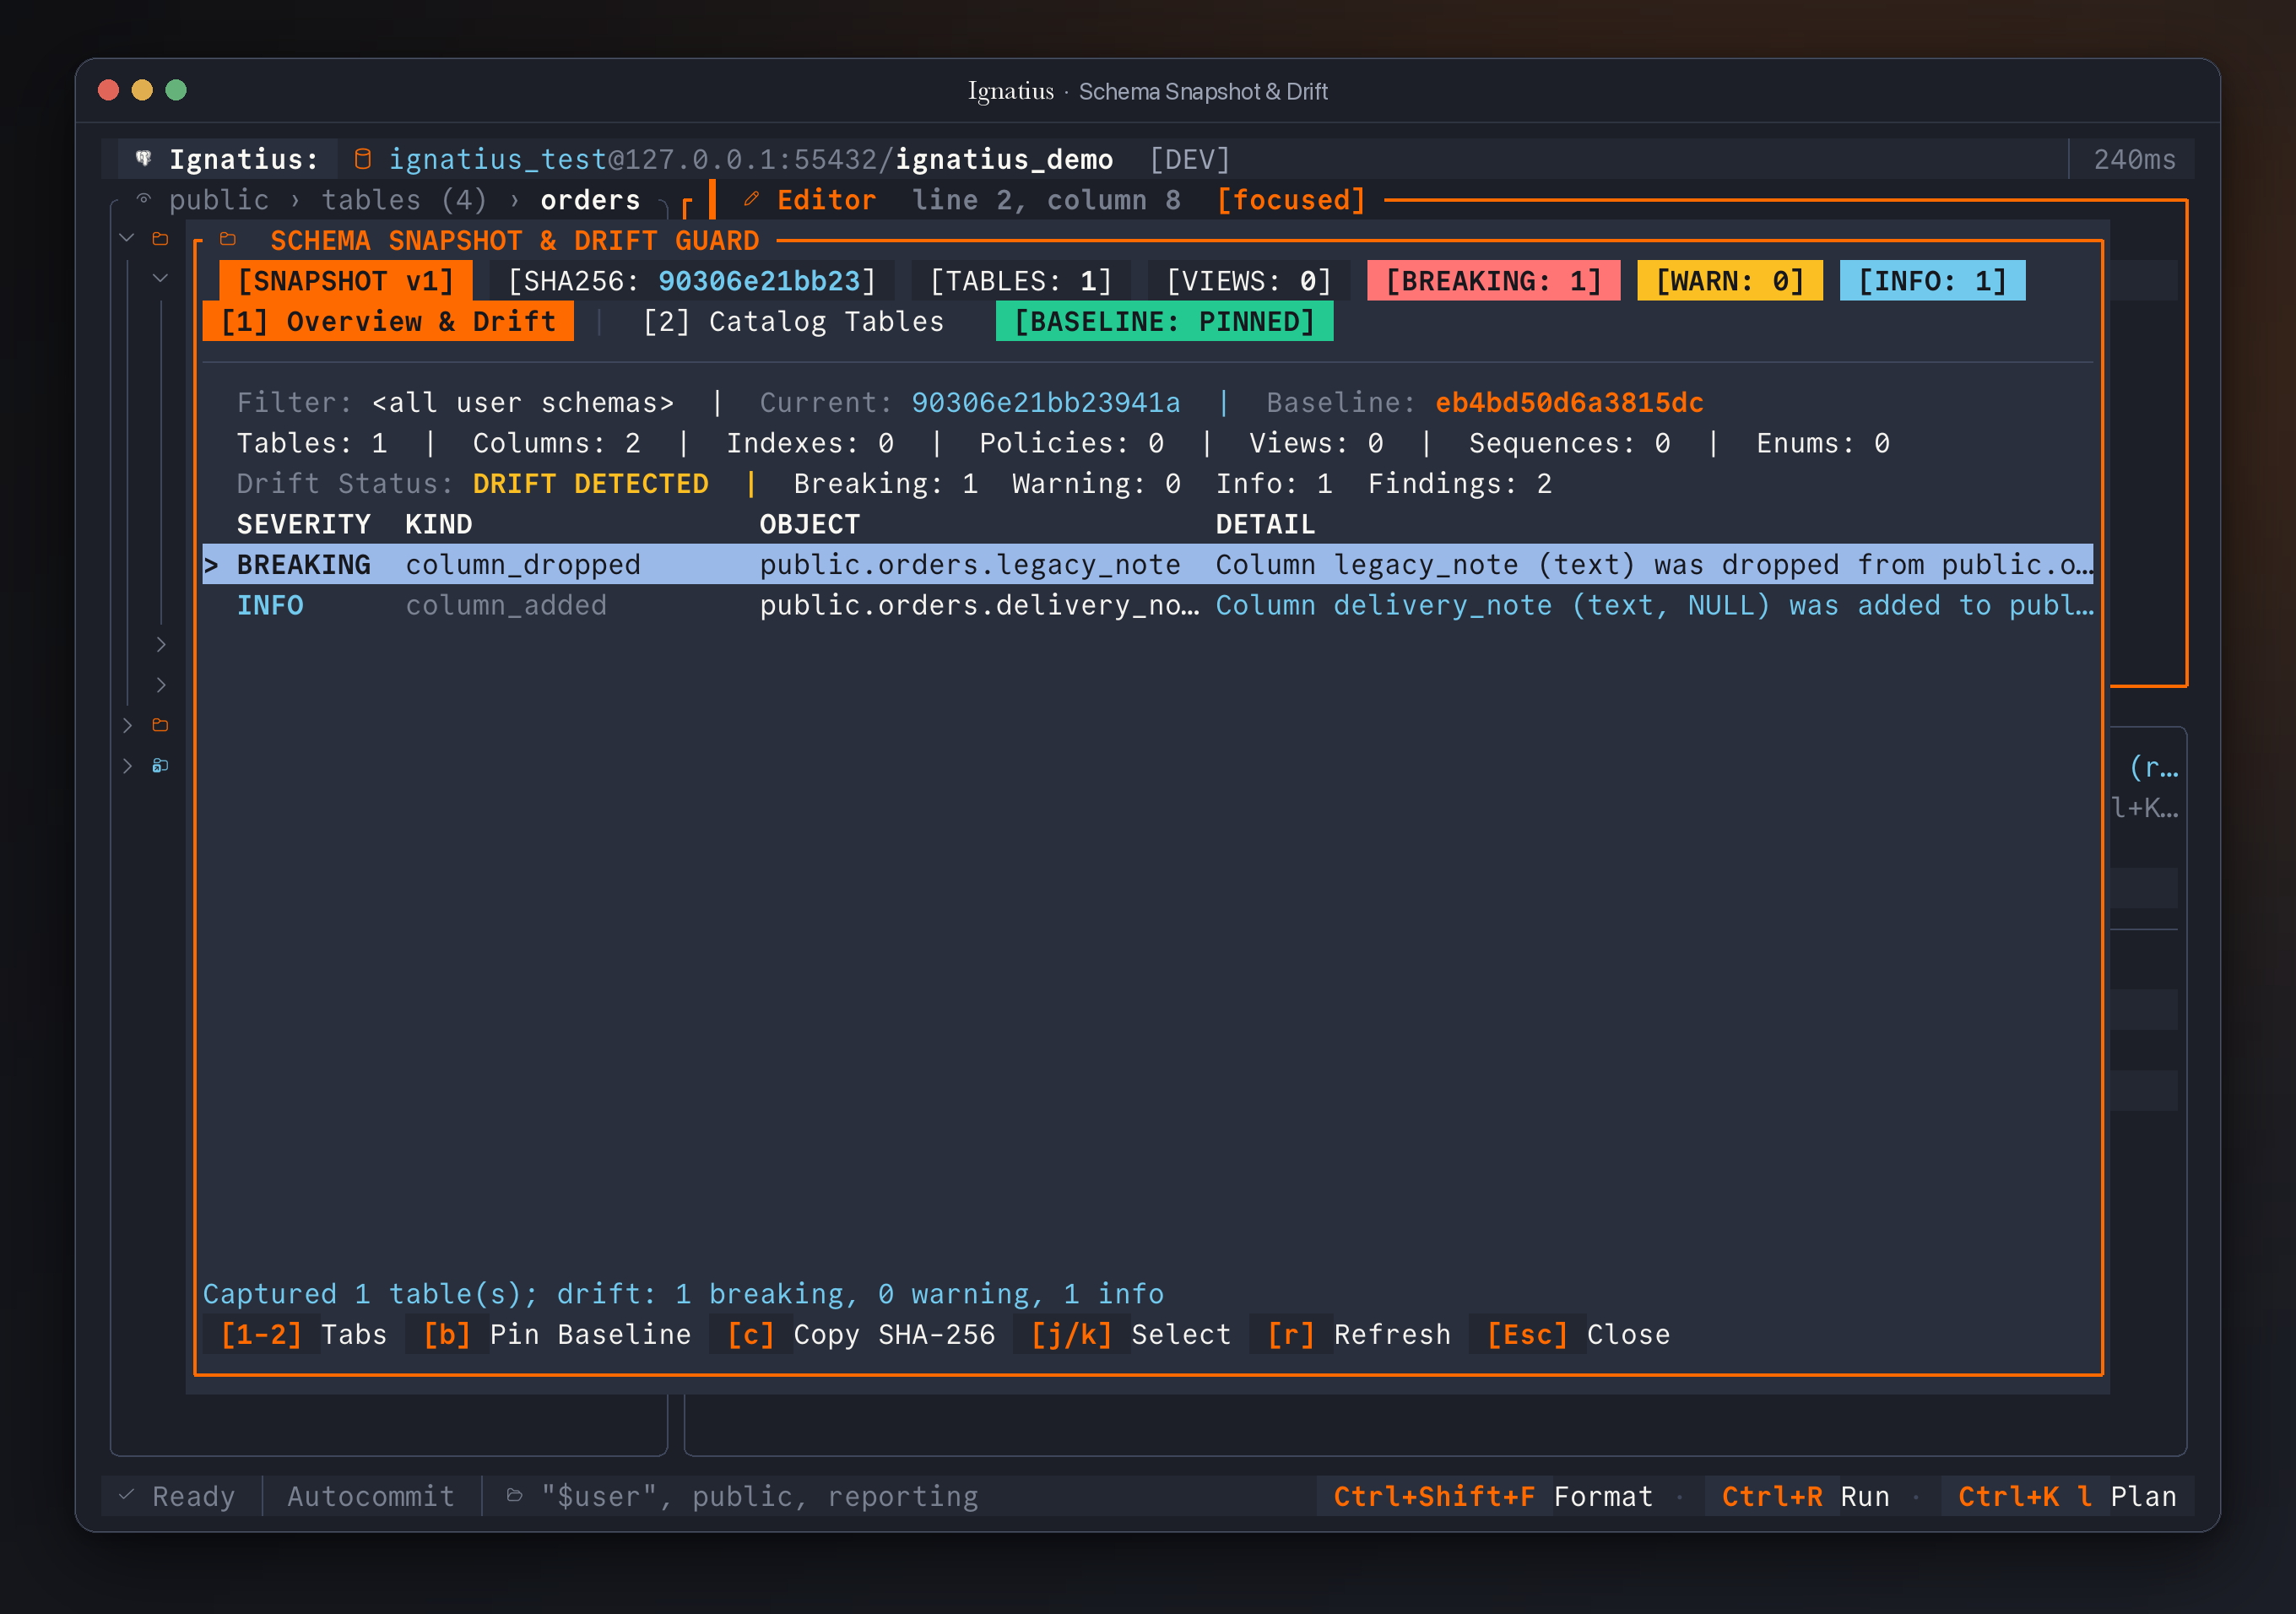 Ignatius · Schema Snapshot & Drift
Ignatius: ignatius_test@127.0.0.1:55432/ignatius_demo [DEV] 240ms
public › tables (4) › orders
Editor line 2, column 8 [focused]
SCHEMA SNAPSHOT & DRIFT GUARD
[SNAPSHOT v1] [SHA256: 90306e21bb23] [TABLES: 1] [VIEWS: 0] [BREAKING: 1] [WARN: 0] [INFO: 1]
[1] Overview & Drift | [2] Catalog Tables [BASELINE: PINNED]
Filter: <all user schemas> | Current: 90306e21bb23941a | Baseline: eb4bd50d6a3815dc
Tables: 1 | Columns: 2 | Indexes: 0 | Policies: 0 | Views: 0 | Sequences: 0 | Enums: 0
Drift Status: DRIFT DETECTED | Breaking: 1 Warning: 0 Info: 1 Findings: 2
SEVERITY KIND OBJECT DETAIL
> BREAKING column_dropped public.orders.legacy_note Column legacy_note (text) was dropped from public.o…
INFO column_added public.orders.delivery_no… Column delivery_note (text, NULL) was added to publ…
(r…
l+K…
Captured 1 table(s); drift: 1 breaking, 0 warning, 1 info
[1-2] Tabs [b] Pin Baseline [c] Copy SHA-256 [j/k] Select [r] Refresh [Esc] Close
Ready Autocommit "$user", public, reporting Ctrl+Shift+F Format · Ctrl+R Run · Ctrl+K l Plan